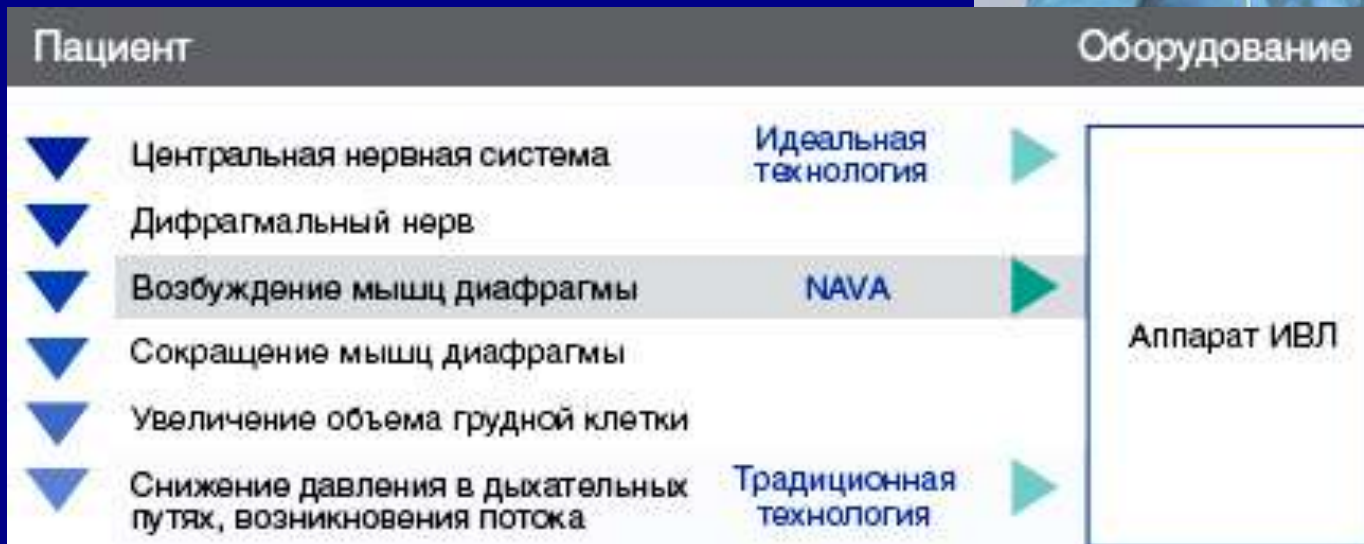 Пациент
Оборудование
Центральная нервная система
Идеальная
технология
Дифрагмальный нерв
Возбуждение мышц диафрагмы
NAVA
Сокращение мышц диафрагмы
Аппарат ИВЛ
Увеличение объема грудной клетки
Снижение давления в дыхательных
путях, возникновения потока
Традиционная
технология